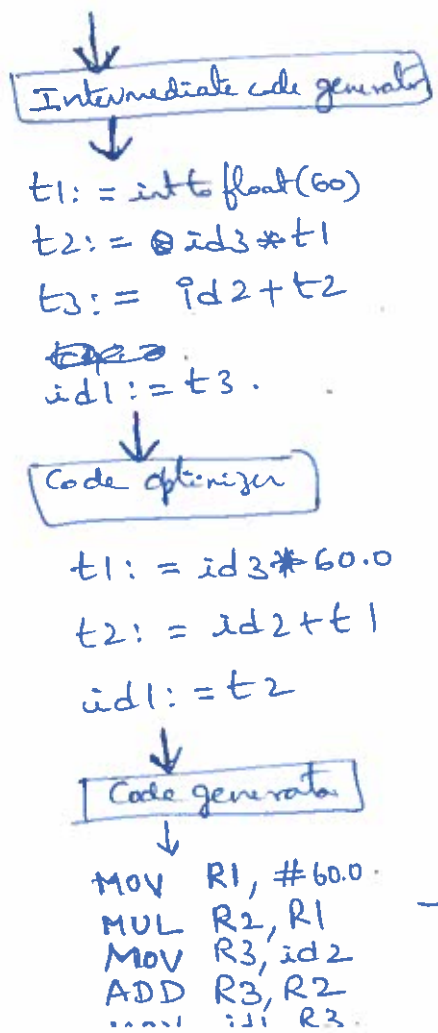 Intermediate code generator
t1: = int to float(60)
t2: = id3 * t1
t3: = id2 + t2
id1 := t3 .
Code optimizer
t1: = id3 * 60.0
t2: = id2 + t1
id1: = t2
Code generator
MOV R1, #60.0
MUL R2, R1
MOV R3, id2
ADD R3, R2
id1 R3